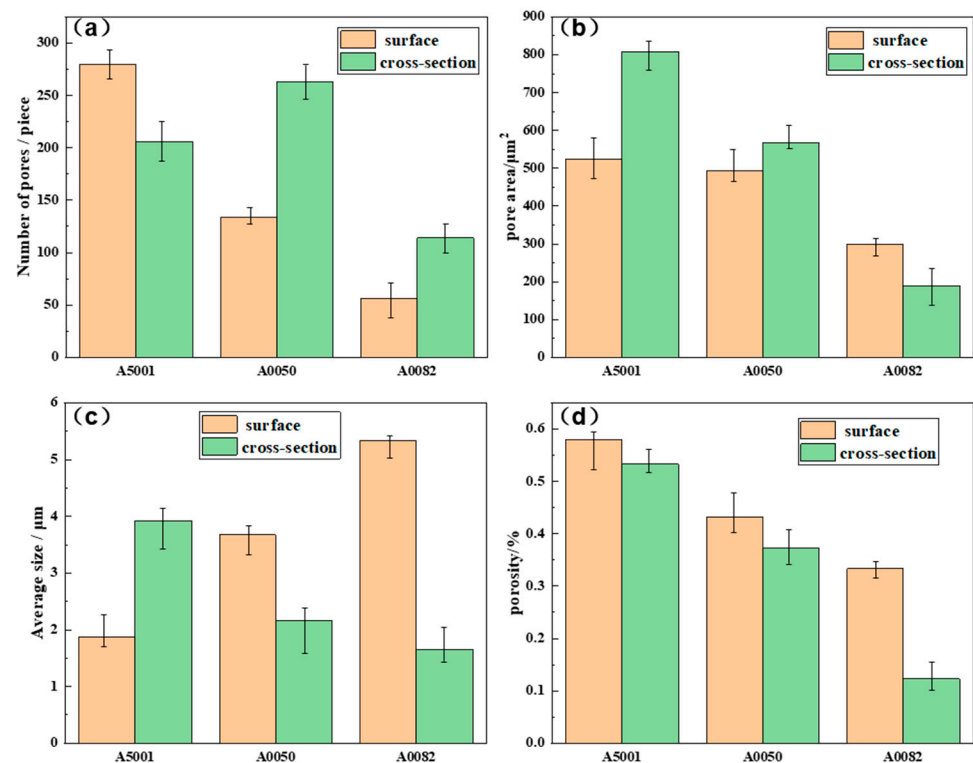 (a)
surface
cross-section
Number of pores / piece
300
250
200
150
100
50
0
A5001
A0050
A0082
(b)
surface
cross-section
pore area/μm²
900
800
700
600
500
400
300
200
100
0
A5001
A0050
A0082
(c)
surface
cross-section
Average size / μm
6
5
4
3
2
1
0
A5001
A0050
A0082
(d)
surface
cross-section
porosity/%
0.6
0.5
0.4
0.3
0.2
0.1
0.0
A5001
A0050
A0082